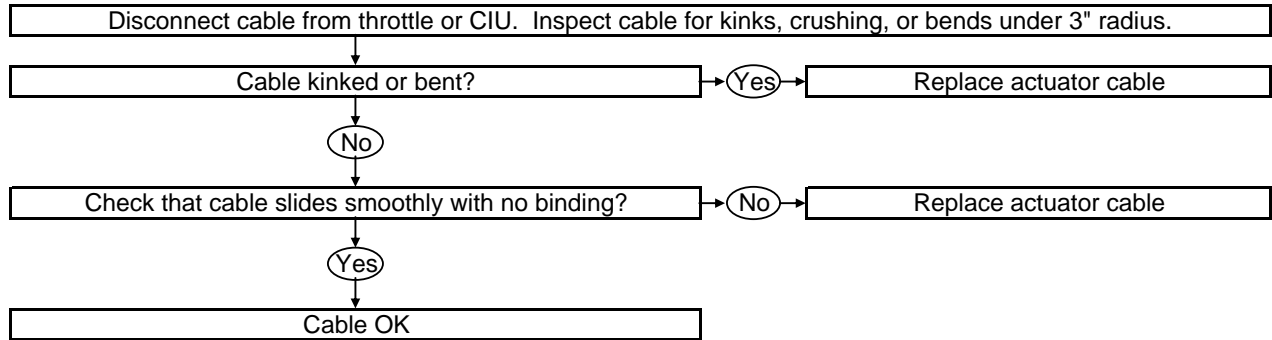 Disconnect cable from throttle or CIU.  Inspect cable for kinks, crushing, or bends under 3" radius.
Cable kinked or bent?
Yes
Replace actuator cable
No
Check that cable slides smoothly with no binding?
No
Replace actuator cable
Yes
Cable OK